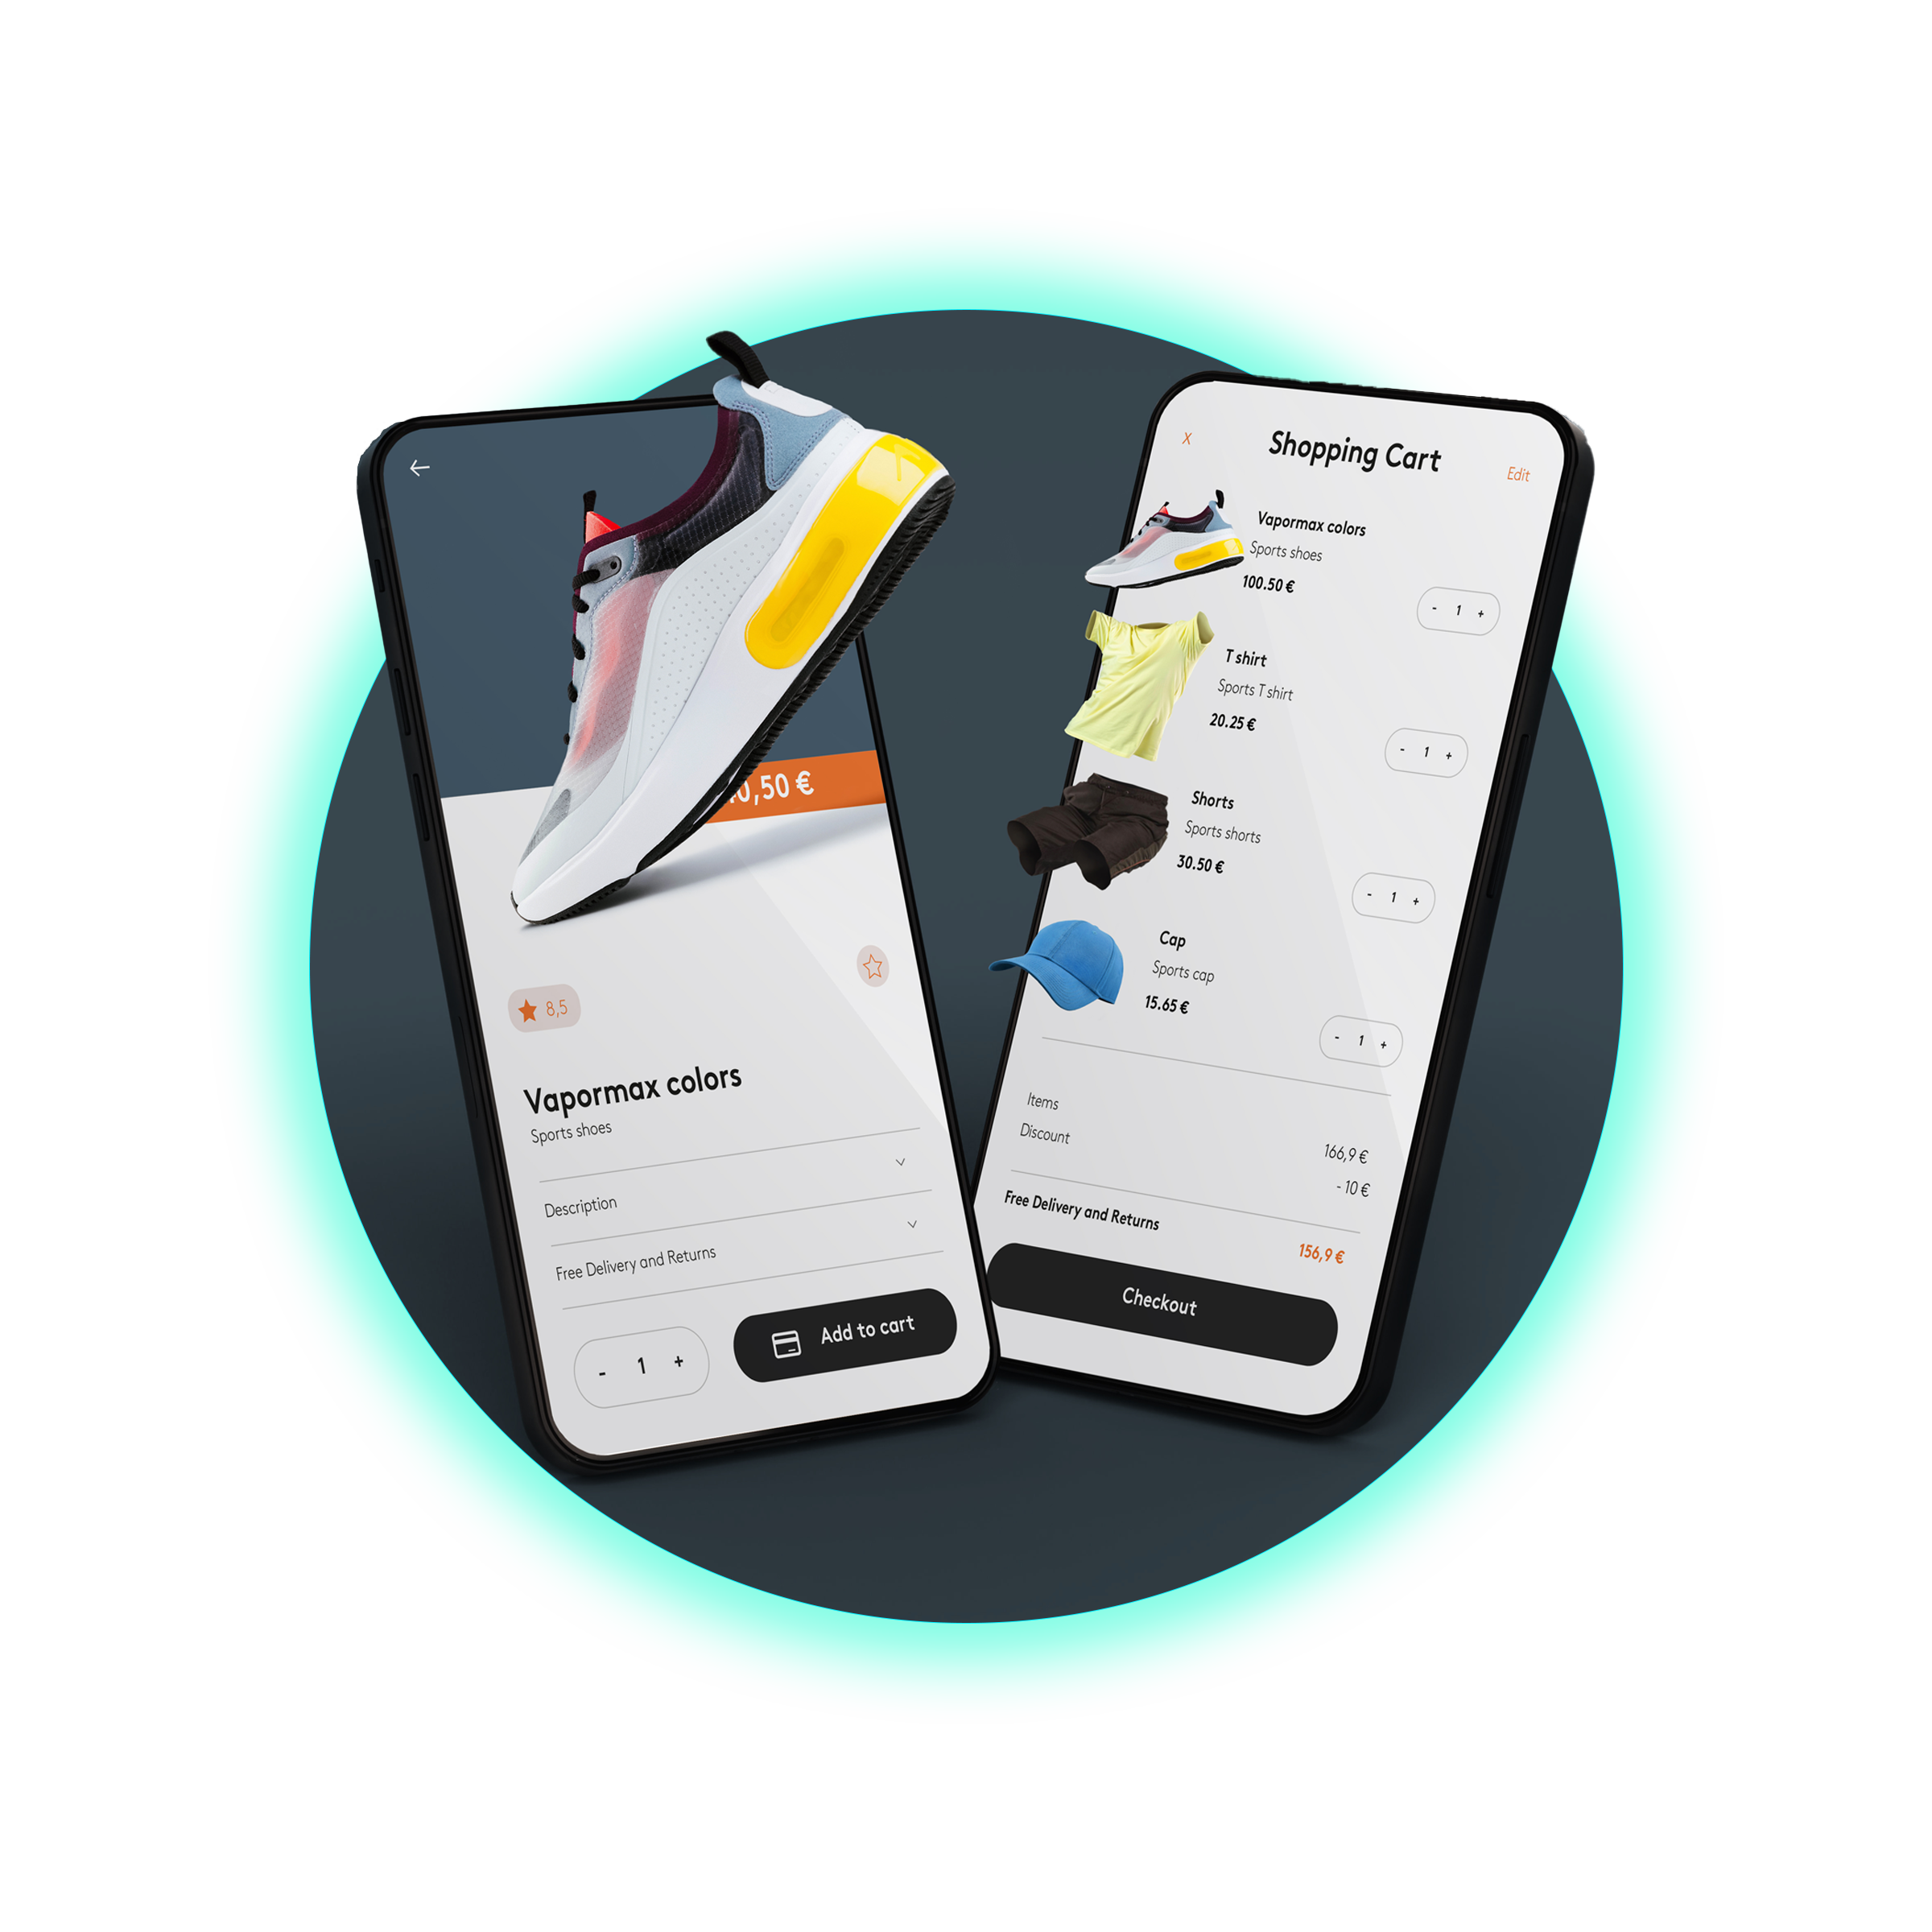 0,50 €
8,5
Vapormax colors
Sports shoes
Description
Free Delivery and Returns
- 1 +
Add to cart
X
Shopping Cart
Edit
Vapormax colors
Sports shoes
100.50 €
- 1 +
T shirt
Sports T shirt
20.25 €
- 1 +
Shorts
Sports shorts
30.50 €
- 1 +
Cap
Sports cap
15.65 €
- 1 +
Items
166,9 €
Discount
- 10 €
Free Delivery and Returns
156,9 €
Checkout